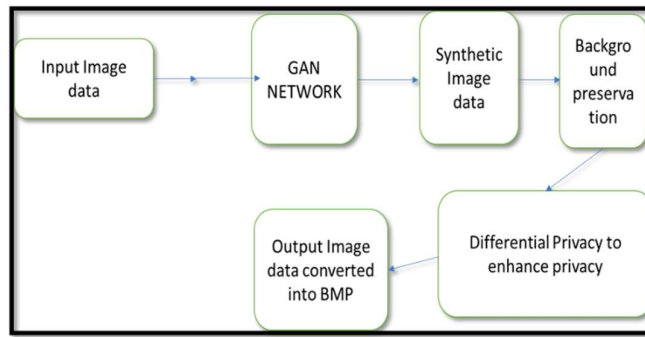 Input Image
data
GAN
NETWORK
Synthetic
Image
data
Backgro
und
preserva
tion
Differential Privacy to
enhance privacy
Output Image
data converted
into BMP